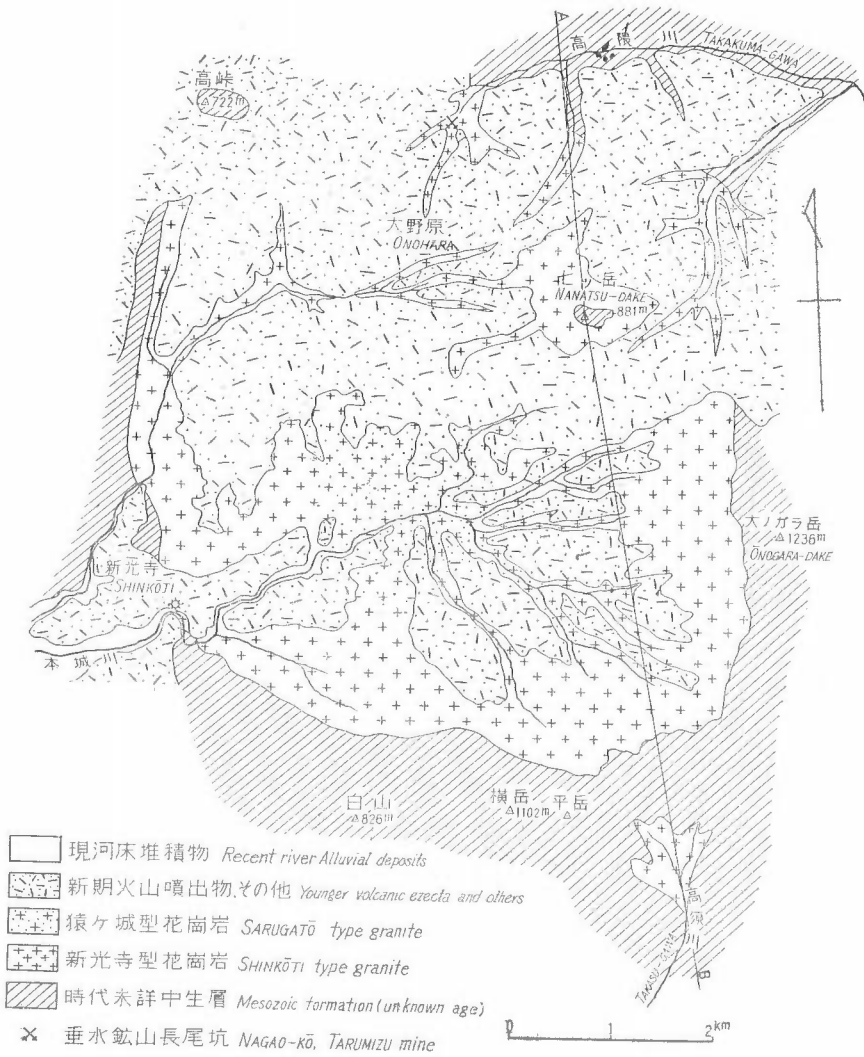 A
高隈川 TAKAKUMA-GAWA
高峠
△722m
大野原
ONOHARA
七ッ岳
NANATSU-DAKE
881m
大ノガラ岳
△1236m
ONOGARA-DAKE
新光寺
SHINKŌTI
本城川
白山
△826m
横岳 平岳
△1102m △
高須川
TAKASU-GAWA
B
現河床堆積物 Recent river Alluvial deposits
新期火山噴出物,その他 Younger volcanic ezecta and others
猿ケ城型花崗岩 SARUGATŌ type granite
新光寺型花崗岩 SHINKŌTI type granite
時代未詳中生層 Mesozoic formation (unknown age)
垂水鉱山長尾坑 NAGAO-KŌ, TARUMIZU mine
0 1 2km